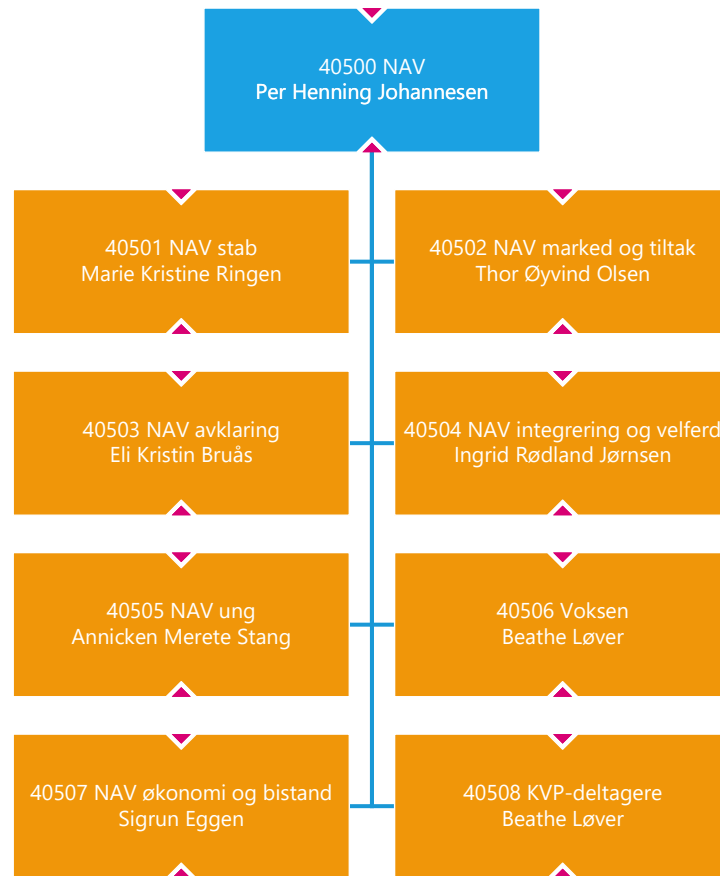 40500 NAV
Per Henning Johannesen
40501 NAV stab
Marie Kristine Ringen
40502 NAV marked og tiltak
Thor Øyvind Olsen
40503 NAV avklaring
Eli Kristin Bruås
40504 NAV integrering og velferd
Ingrid Rødland Jørnsen
40505 NAV ung
Annicken Merete Stang
40506 Voksen
Beathe Løver
40507 NAV økonomi og bistand
Sigrun Eggen
40508 KVP-deltagere
Beathe Løver